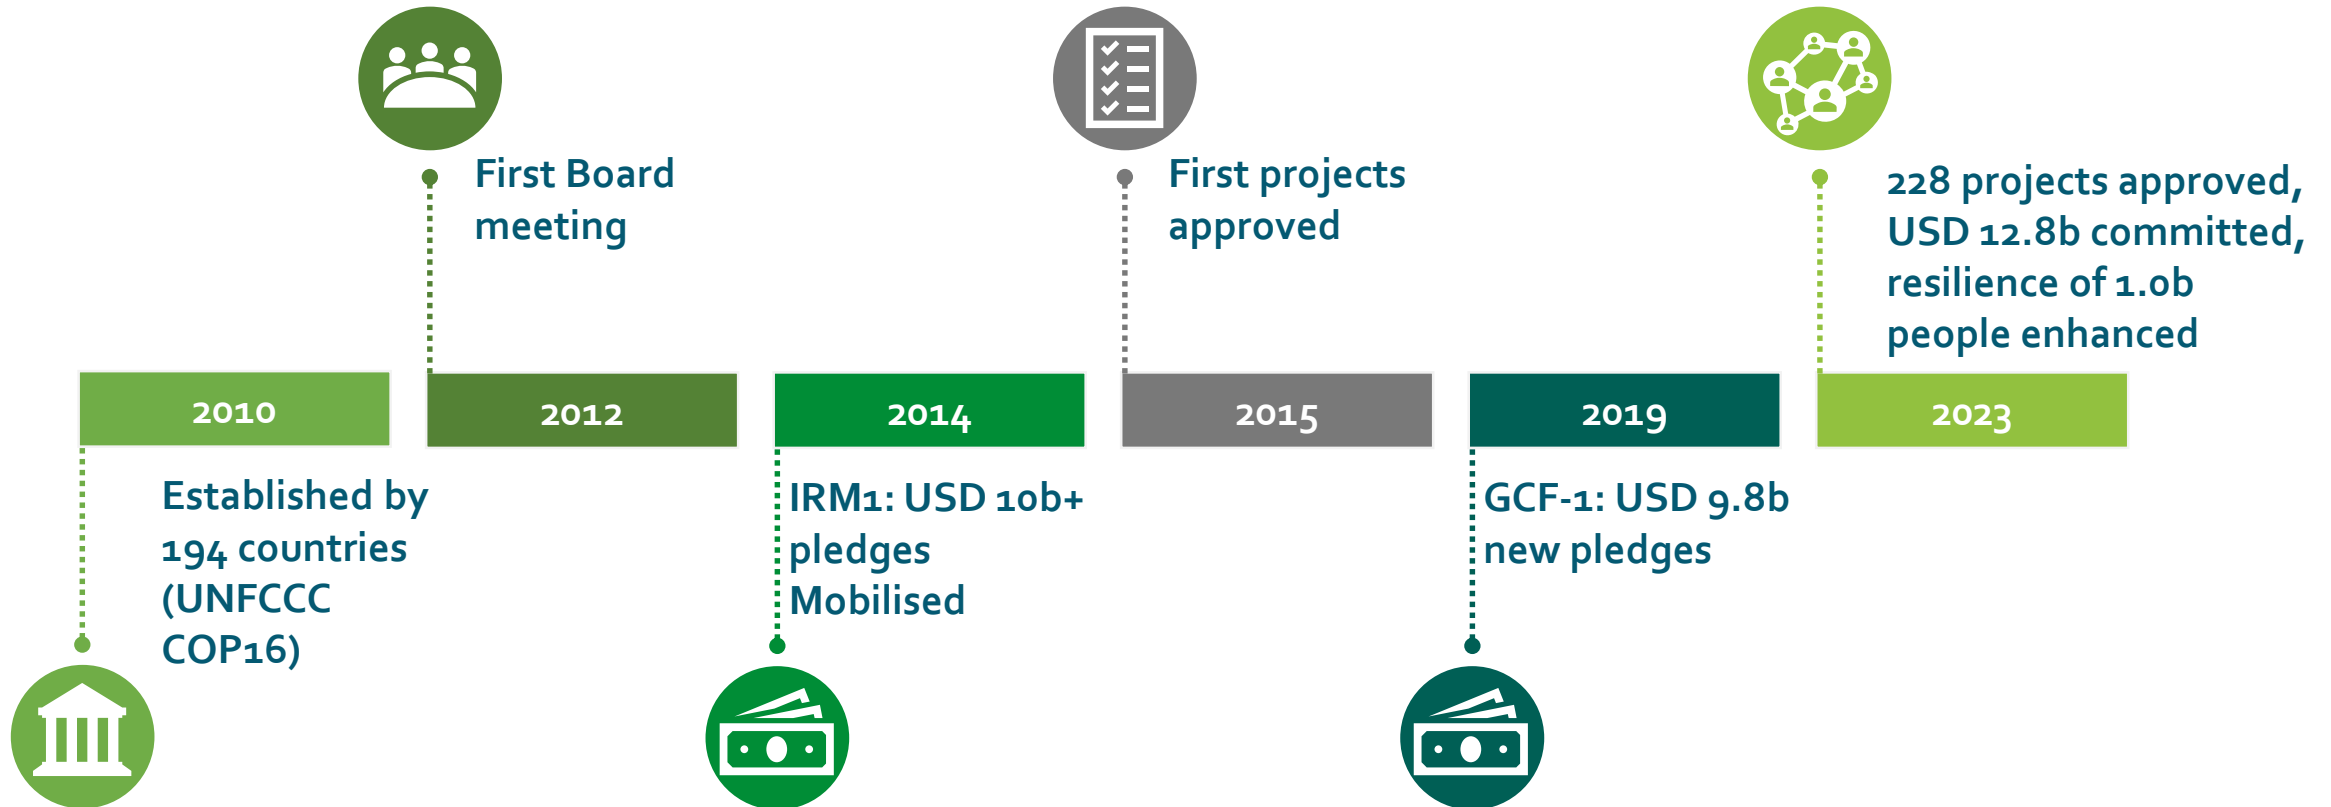 First Board
meeting
First projects
approved
228 projects approved,
USD 12.8b committed,
resilience of 1.0b
people enhanced
2010
2012
2014
2015
2019
2023
Established by
194 countries
(UNFCCC
COP16)
IRM1: USD 10b+
pledges
Mobilised
GCF-1: USD 9.8b
new pledges